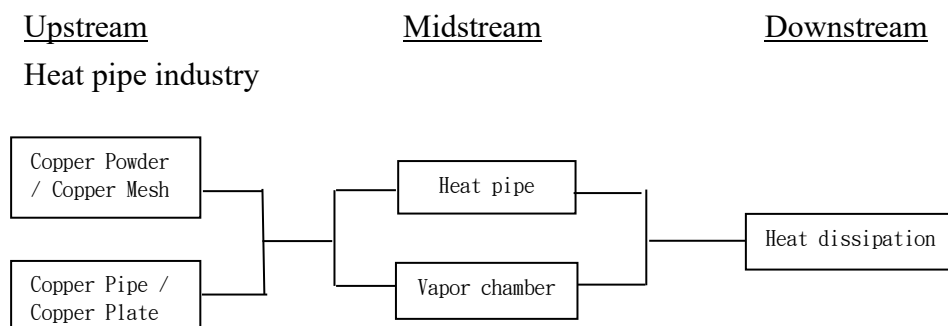 Upstream
Midstream
Downstream
Heat pipe industry
Copper Powder
/ Copper Mesh
Heat pipe
Heat dissipation
Copper Pipe /
Copper Plate
Vapor chamber